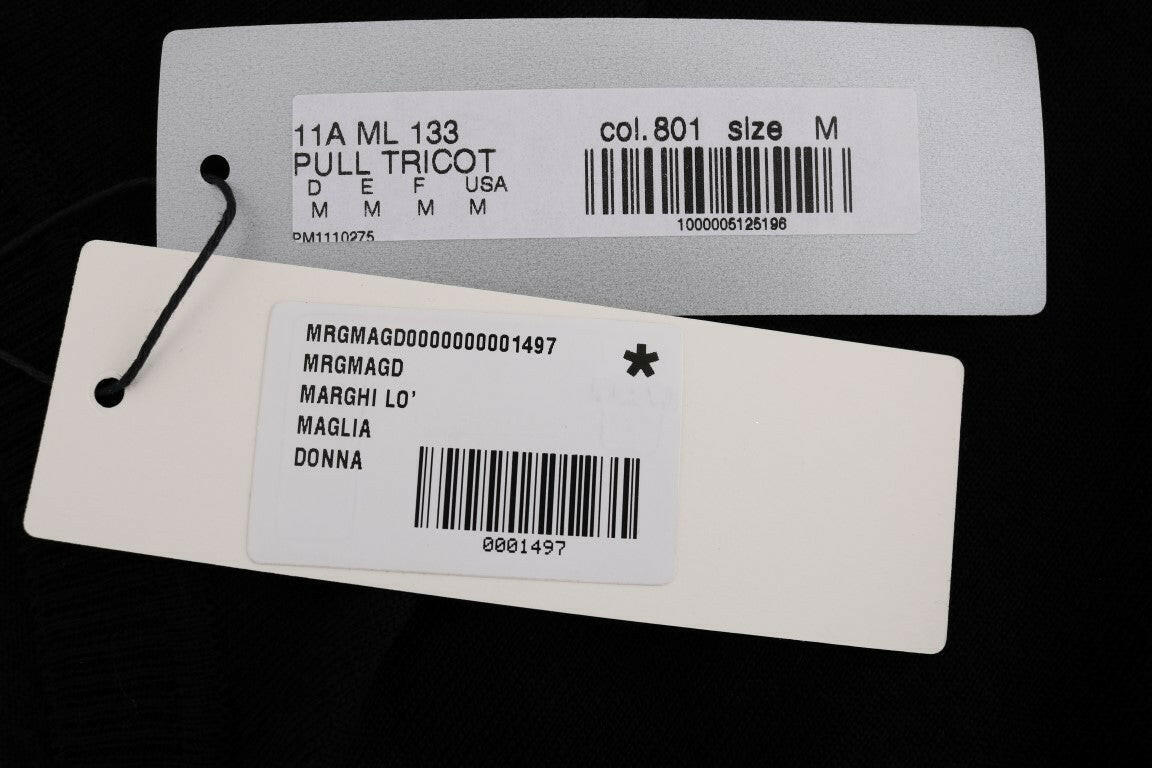 11A ML 133
PULL TRICOT
D E F USA
M M M M
PM1110275
col. 801 size M
1000005125196
MRGMAGD0000000001497
MRGMAGD
MARGHI LO'
MAGLIA
DONNA
*
0001497